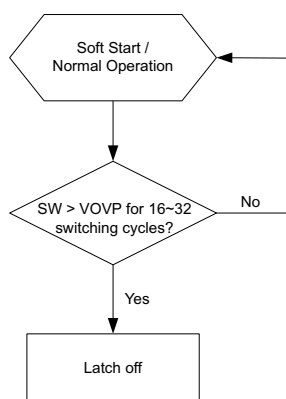 Soft Start /
Normal Operation
SW > VOVP for 16~32
switching cycles?
No
Yes
Latch off